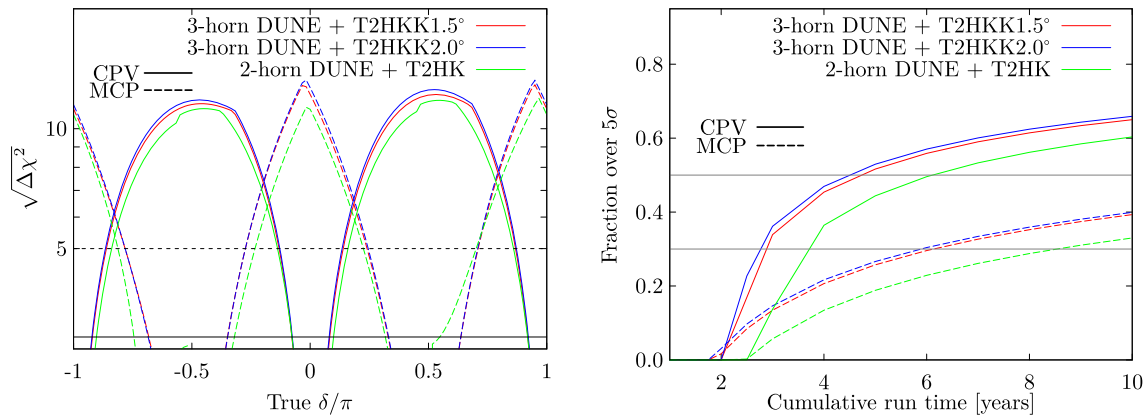 3-horn DUNE + T2HKK1.5°
3-horn DUNE + T2HKK2.0°
2-horn DUNE + T2HK
CPV
MCP
10
5
√Δχ²
-1
-0.5
0
0.5
1
True δ/π
3-horn DUNE + T2HKK1.5°
3-horn DUNE + T2HKK2.0°
2-horn DUNE + T2HK
CPV
MCP
0.8
0.6
0.4
0.2
0.0
Fraction over 5σ
2
4
6
8
10
Cumulative run time [years]